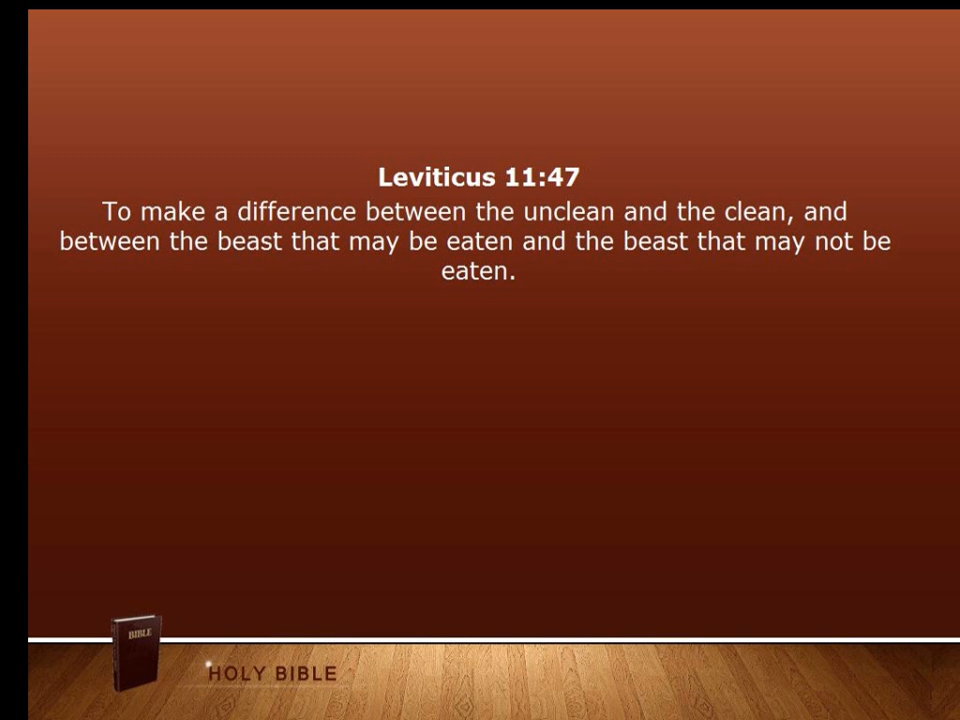 Leviticus 11:47
To make a difference between the unclean and the clean, and
between the beast that may be eaten and the beast that may not be
eaten.
BIBLE
HOLY BIBLE